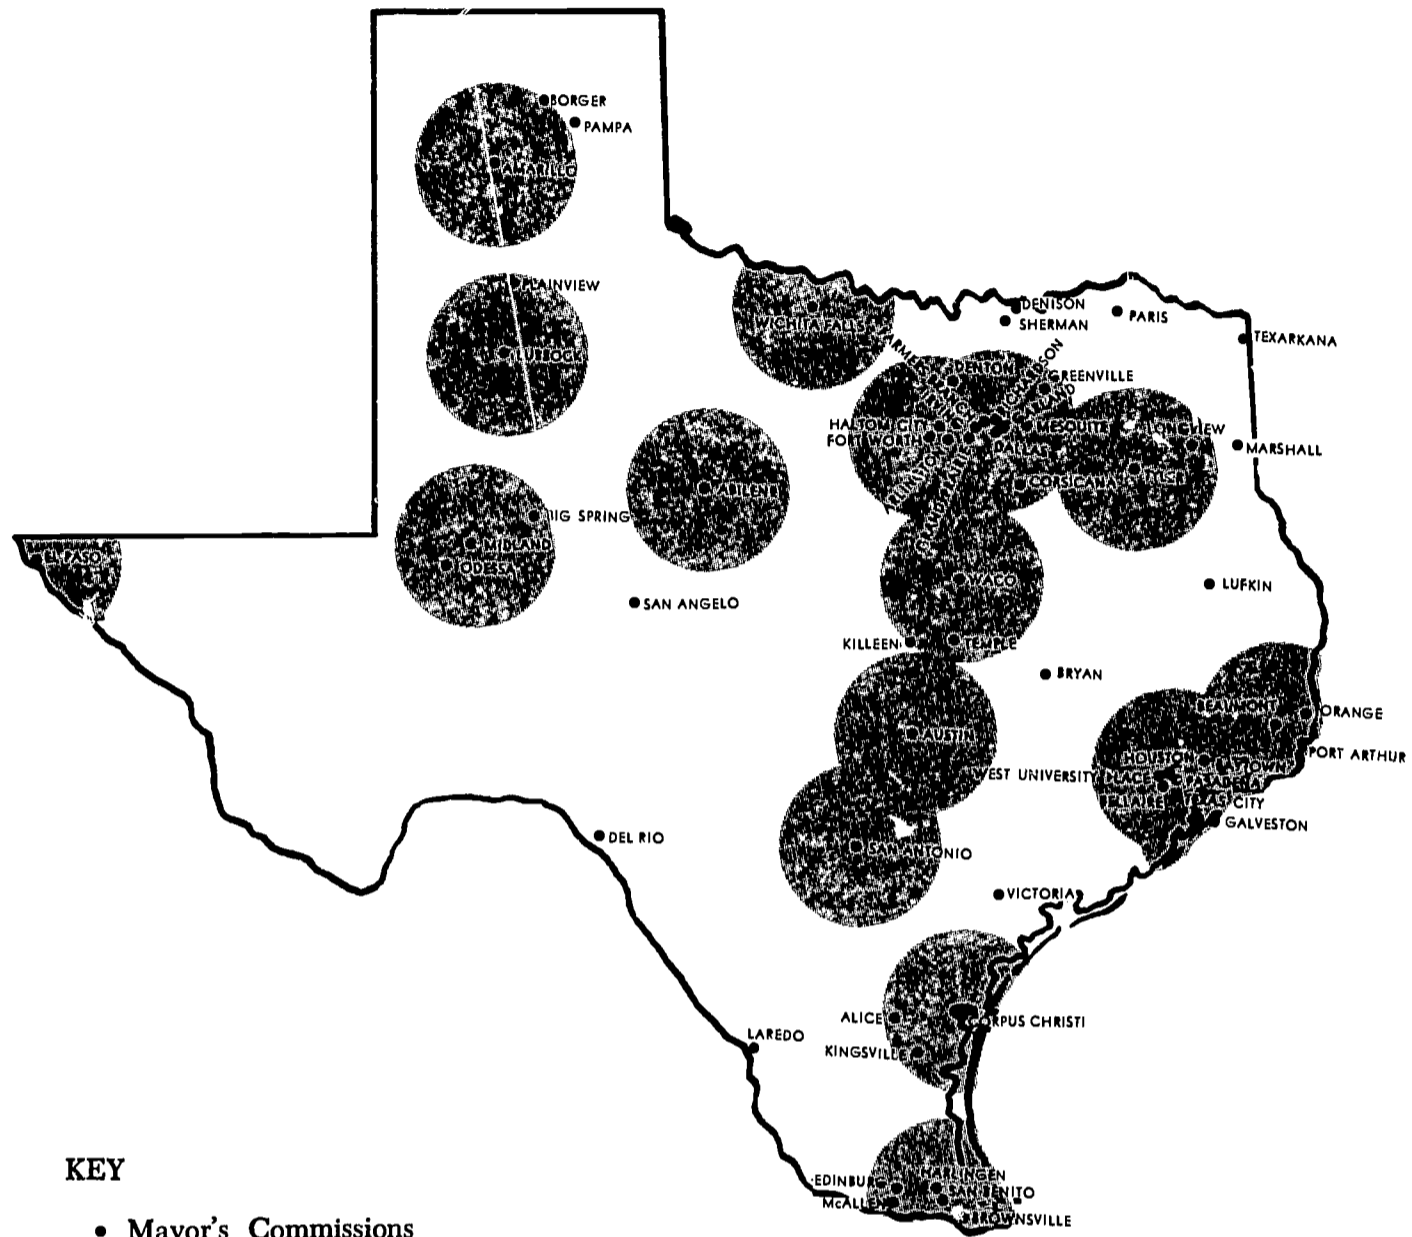 BORGER
PAMPA
AMARILLO
PLAINVIEW
LUBBOCK
WICHITA FALLS
DENISON
SHERMAN
PARIS
TEXARKANA
DENTON
GREENVILLE
HALTOM CITY
FORT WORTH
MESQUITE
DALLAS
LONGVIEW
MARSHALL
CORSICANA
ABILENE
BIG SPRING
MIDLAND
ODESSA
EL PASO
SAN ANGELO
WACO
LUFKIN
KILLEEN
TEMPLE
BRYAN
AUSTIN
BEAUMONT
ORANGE
PORT ARTHUR
HOUSTON
BAYTOWN
WEST UNIVERSITY PLACE
PASADENA
BELLAIRE
TEXAS CITY
GALVESTON
DEL RIO
SAN ANTONIO
VICTORIA
ALICE
CORPUS CHRISTI
KINGSVILLE
LAREDO
HARLINGEN
EDINBURG
SAN BENITO
McALLEN
BROWNSVILLE
KEY
• Mayor's Commissions